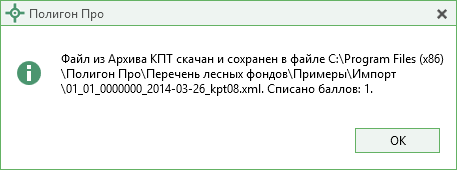 Полигон Про
Файл из Архива КПТ скачан и сохранен в файле C:\Program Files (x86)
\Полигон Про\Перечень лесных фондов\Примеры\Импорт
\01_01_0000000_2014-03-26_kpt08.xml. Списано баллов: 1.
OK